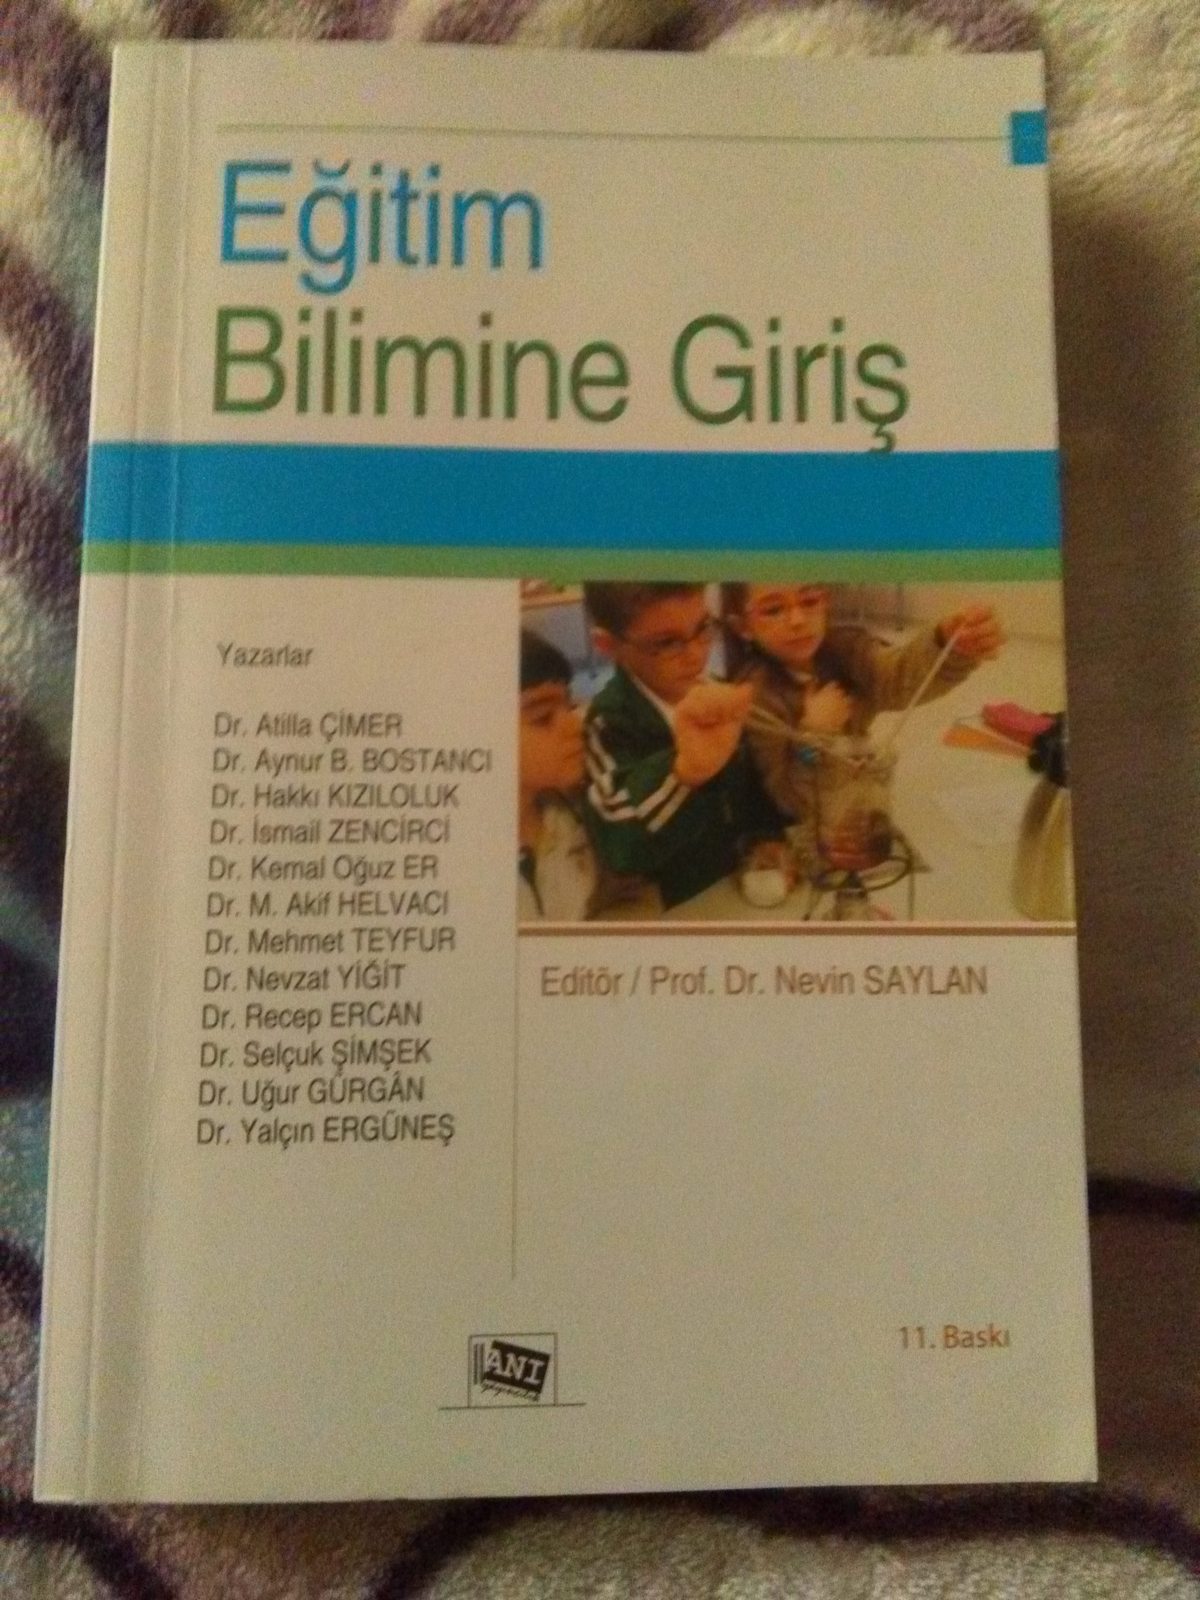 Eğitim
Bilimine Giriş
Yazarlar
Dr. Atilla ÇİMER
Dr. Aynur B. BOSTANCI
Dr. Hakkı KIZILOLUK
Dr. İsmail ZENCİRCİ
Dr. Kemal Oğuz ER
Dr. M. Akif HELVACI
Dr. Mehmet TEYFUR
Dr. Nevzat YİĞİT
Dr. Recep ERCAN
Dr. Selçuk ŞİMŞEK
Dr. Uğur GÜRGÂN
Dr. Yalçın ERGÜNEŞ
Editör / Prof. Dr. Nevin SAYLAN
11. Baskı
ANI
yayıncılık